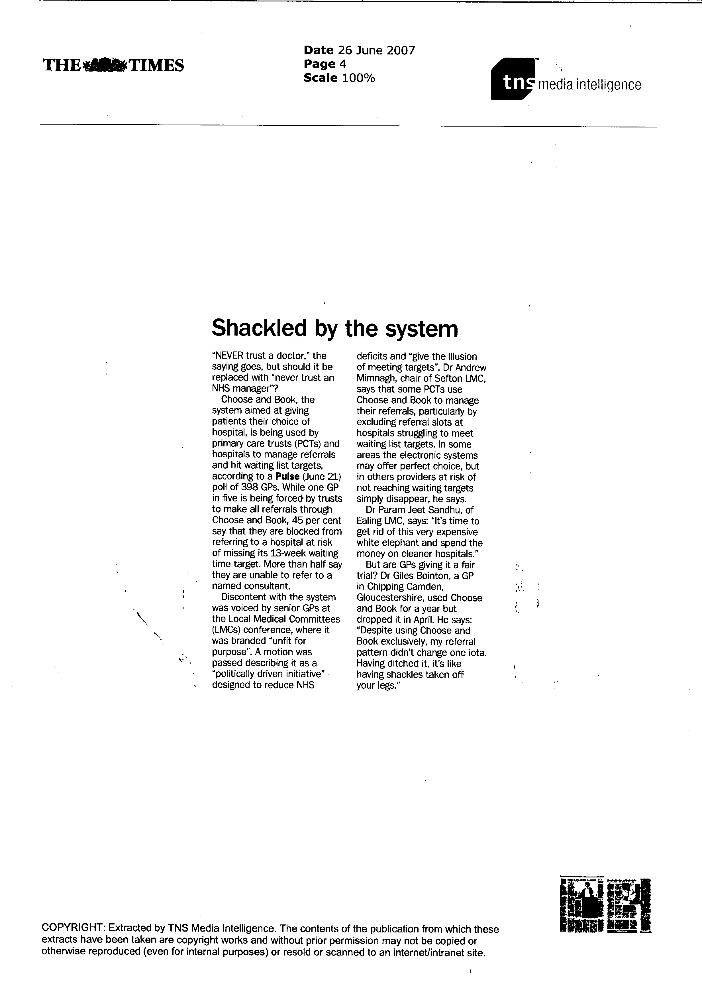 THE TIMES
Date 26 June 2007
Page 4
Scale 100%
tns media intelligence
™
Shackled by the system
“NEVER trust a doctor,” the
saying goes, but should it be
replaced with “never trust an
NHS manager”?
Choose and Book, the
system aimed at giving
patients their choice of
hospital, is being used by
primary care trusts (PCTs) and
hospitals to manage referrals
and hit waiting list targets,
according to a Pulse (June 21)
poll of 398 GPs. While one GP
in five is being forced by trusts
to make all referrals through
Choose and Book, 45 per cent
say that they are blocked from
referring to a hospital at risk
of missing its 13-week waiting
time target. More than half say
they are unable to refer to a
named consultant.
Discontent with the system
was voiced by senior GPs at
the Local Medical Committees
(LMCs) conference, where it
was branded “unfit for
purpose”. A motion was
passed describing it as a
“politically driven initiative”
designed to reduce NHS
deficits and “give the illusion
of meeting targets”. Dr Andrew
Mimnagh, chair of Sefton LMC,
says that some PCTs use
Choose and Book to manage
their referrals, particularly by
excluding referral slots at
hospitals struggling to meet
waiting list targets. In some
areas the electronic systems
may offer perfect choice, but
in others providers at risk of
not reaching waiting targets
simply disappear, he says.
Dr Param Jeet Sandhu, of
Ealing LMC, says: “It’s time to
get rid of this very expensive
white elephant and spend the
money on cleaner hospitals.”
But are GPs giving it a fair
trial? Dr Giles Bointon, a GP
in Chipping Camden,
Gloucestershire, used Choose
and Book for a year but
dropped it in April. He says:
“Despite using Choose and
Book exclusively, my referral
pattern didn’t change one iota.
Having ditched it, it’s like
having shackles taken off
your legs.”
COPYRIGHT: Extracted by TNS Media Intelligence. The contents of the publication from which these
extracts have been taken are copyright works and without prior permission may not be copied or
otherwise reproduced (even for internal purposes) or resold or scanned to an internet/intranet site.